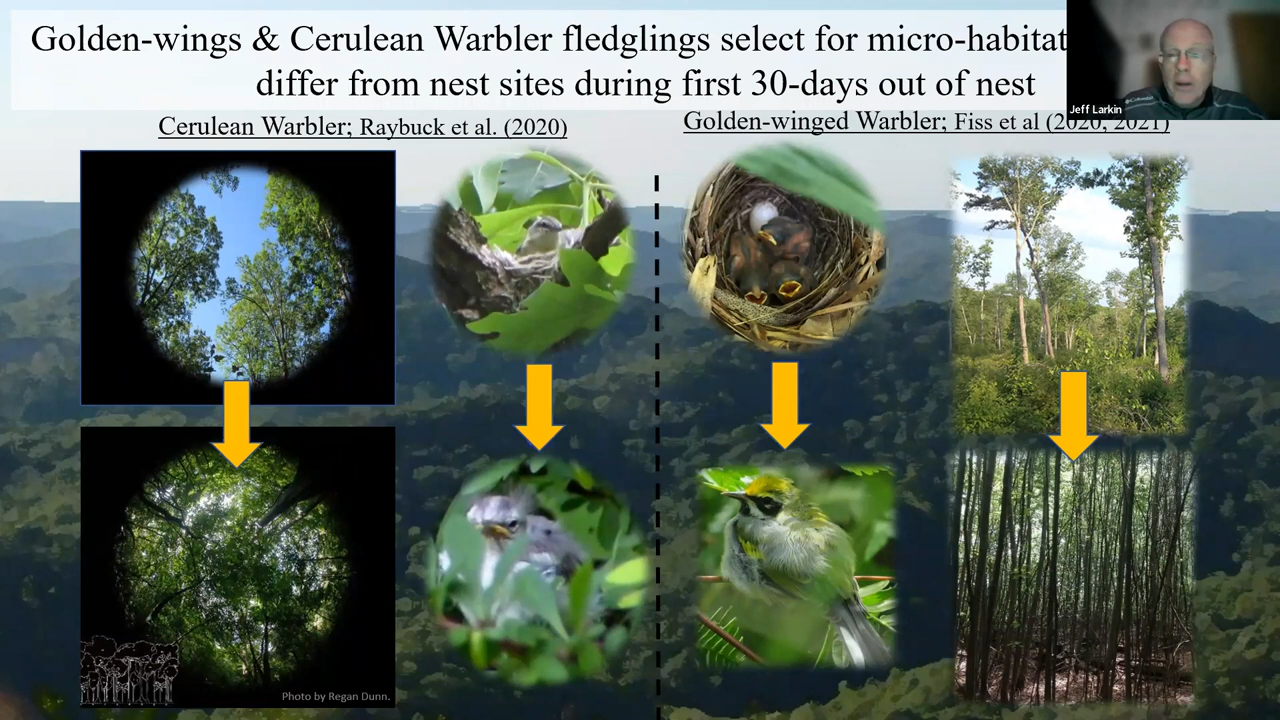 Golden-wings & Cerulean Warbler fledglings select for micro-habitat
differ from nest sites during first 30-days out of nest
Jeff Larkin
Cerulean Warbler; Raybuck et al. (2020)
Golden-winged Warbler; Fiss et al (2020, 2021)
Photo by Regan Dunn.